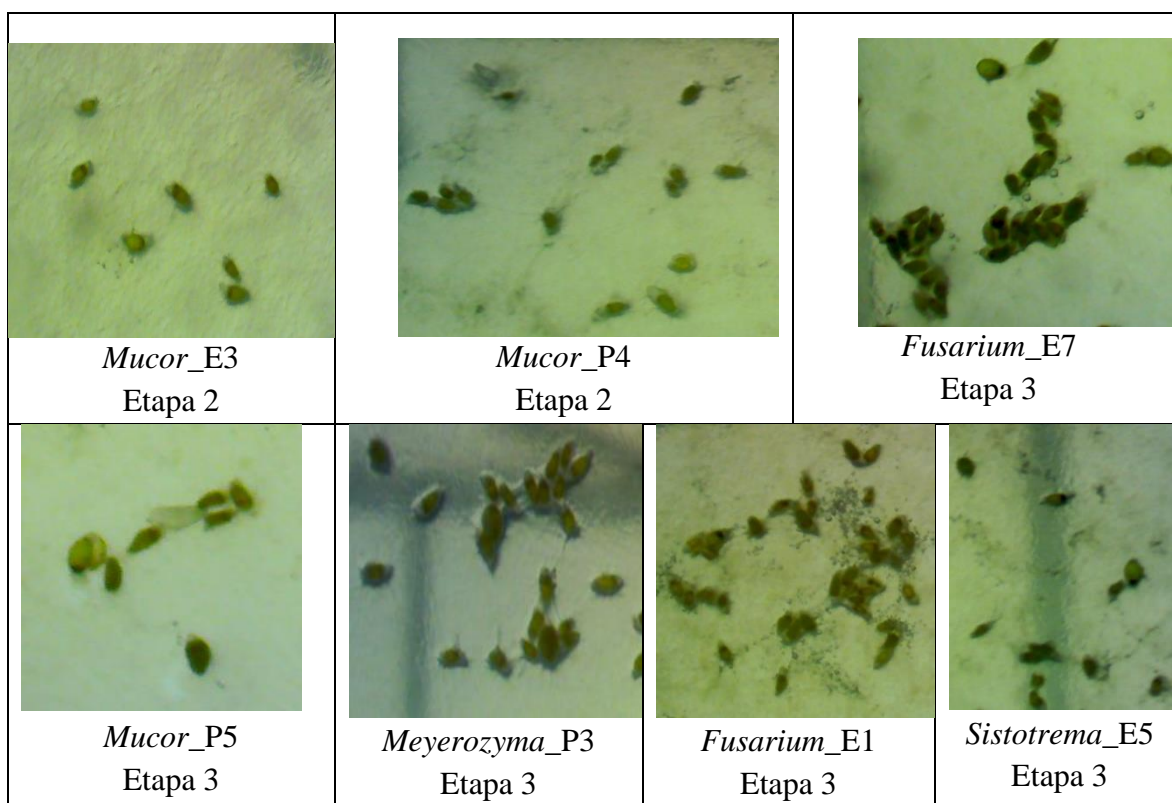 Mucor_E3
Etapa 2
Mucor_P4
Etapa 2
Fusarium_E7
Etapa 3
Mucor_P5
Etapa 3
Meyerozyma_P3
Etapa 3
Fusarium_E1
Etapa 3
Sistotrema_E5
Etapa 3